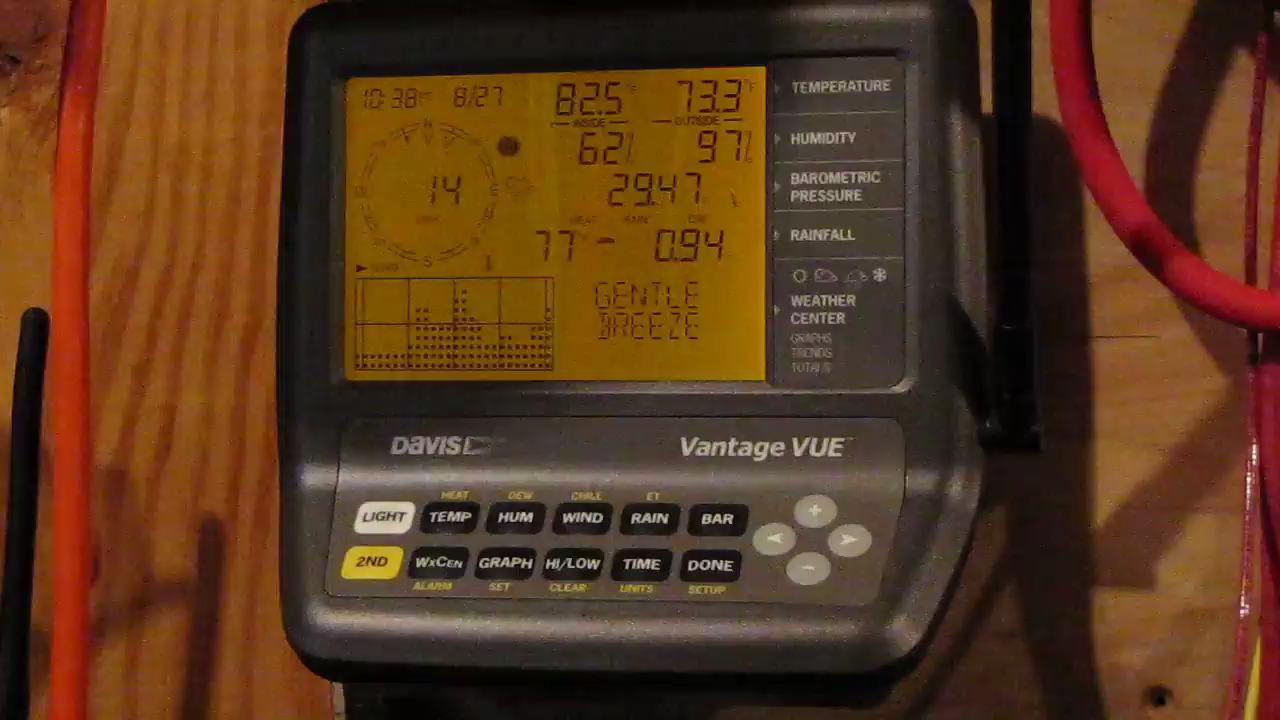 10:38 8/27 82.5°F 73.3°F
INSIDE OUTSIDE
62% 97%
N
14
E
29.47
HEAT RAIN
77° 0.94
S
GENTLE
BREEZE
TEMPERATURE
HUMIDITY
BAROMETRIC
PRESSURE
RAINFALL
WEATHER
CENTER
GRAPHS
TRENDS
TOTALS
DAVIS
Vantage VUE
HEAT DEW CHILL ET
LIGHT TEMP HUM WIND RAIN BAR
+
2ND WxCEN GRAPH HI/LOW TIME DONE
-
ALARM SET CLEAR UNITS SETUP